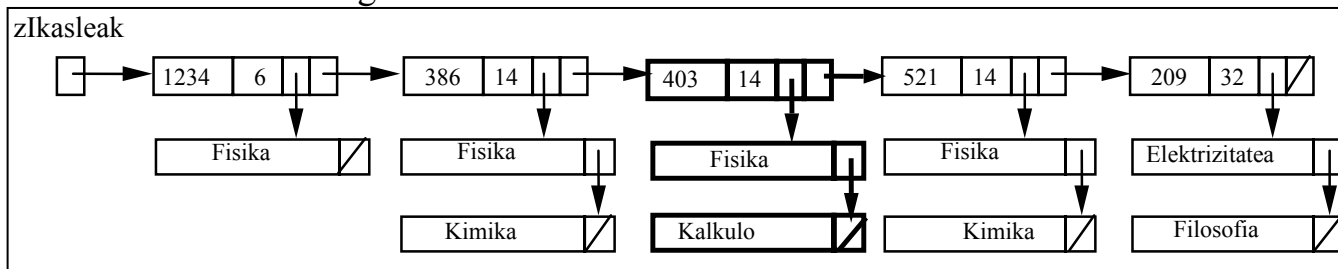 zIkasleak
1234 6 386 14 403 14 521 14 209 32
Fisika Fisika Fisika Fisika Elektrizitatea
Kimika Kalkulo Kimika Filosofia